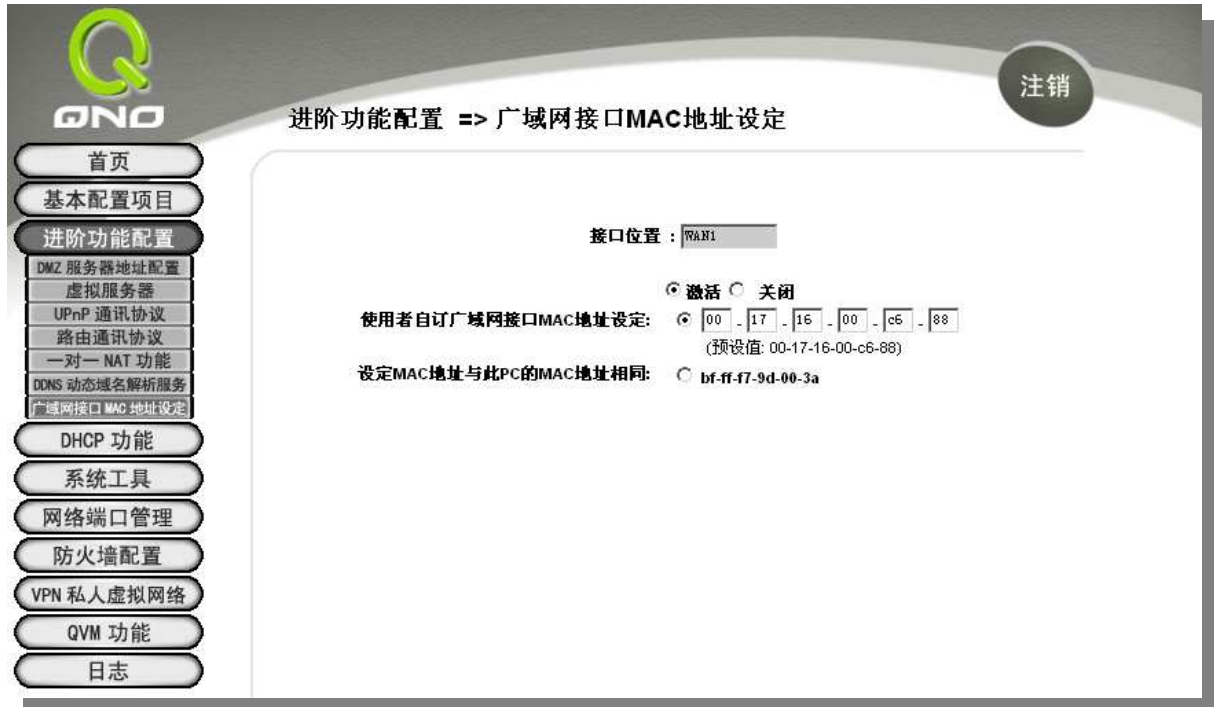 QNO
注销
进阶功能配置 => 广域网接口MAC地址设定
首页
基本配置项目
进阶功能配置
DMZ 服务器地址配置
虚拟服务器
UPnP 通讯协议
路由通讯协议
一对一 NAT 功能
DDNS 动态域名解析服务
广域网接口 MAC 地址设定
DHCP 功能
系统工具
网络端口管理
防火墙配置
VPN 私人虚拟网络
QVM 功能
日志
接口位置 : WAN1
激活 关闭
使用者自订广域网接口MAC地址设定: 00 - 17 - 16 - 00 - c6 - 88
(预设值: 00-17-16-00-c6-88)
设定MAC地址与此PC的MAC地址相同: bf-ff-f7-9d-00-3a